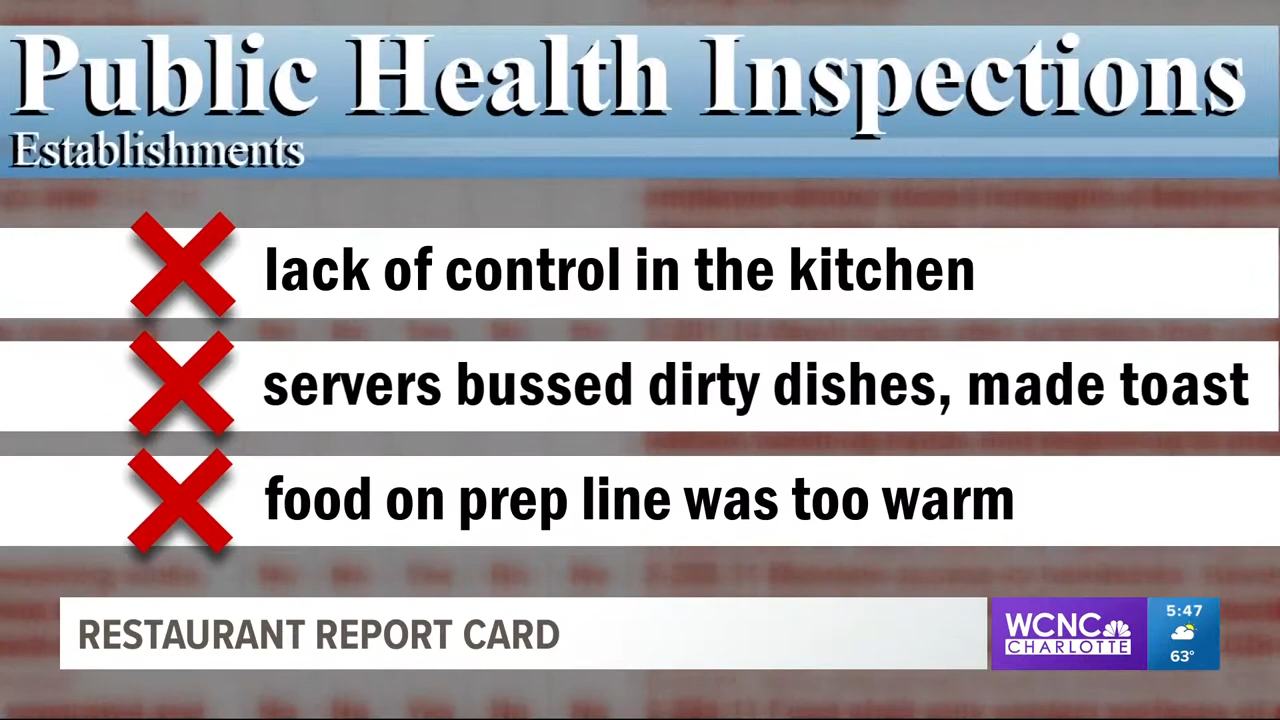 Public Health Inspections
Establishments
lack of control in the kitchen
servers bussed dirty dishes, made toast
food on prep line was too warm
RESTAURANT REPORT CARD
WCNC
CHARLOTTE
5:47
63°